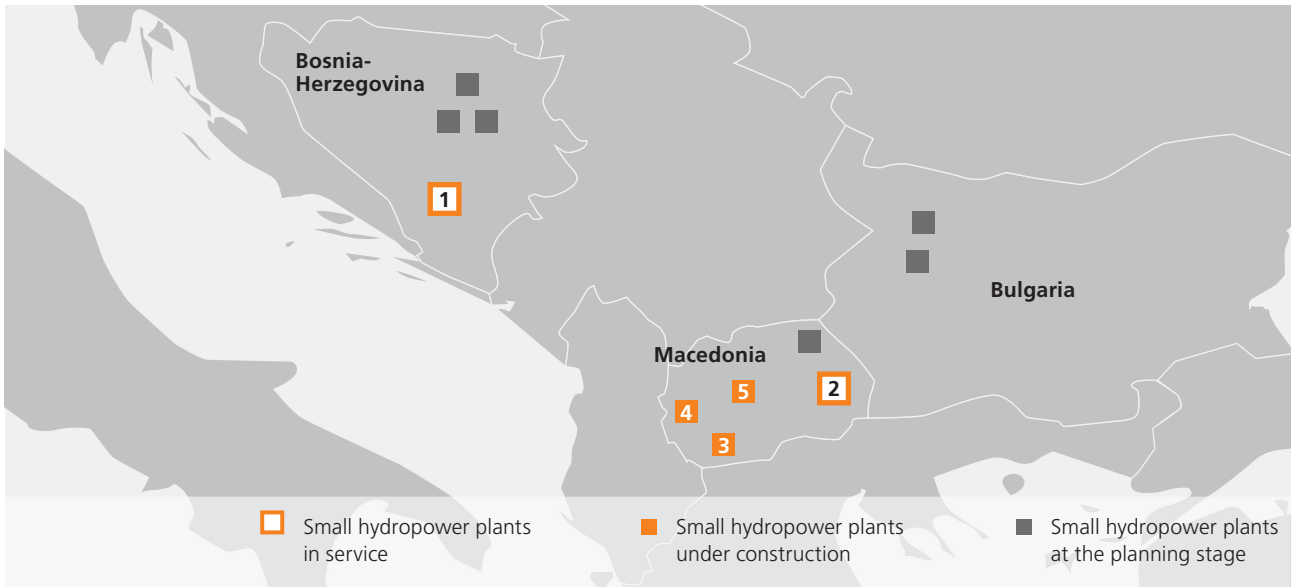 Bosnia-
Herzegovina
1
Bulgaria
Macedonia
2
5
4
3
Small hydropower plants
in service
Small hydropower plants
under construction
Small hydropower plants
at the planning stage